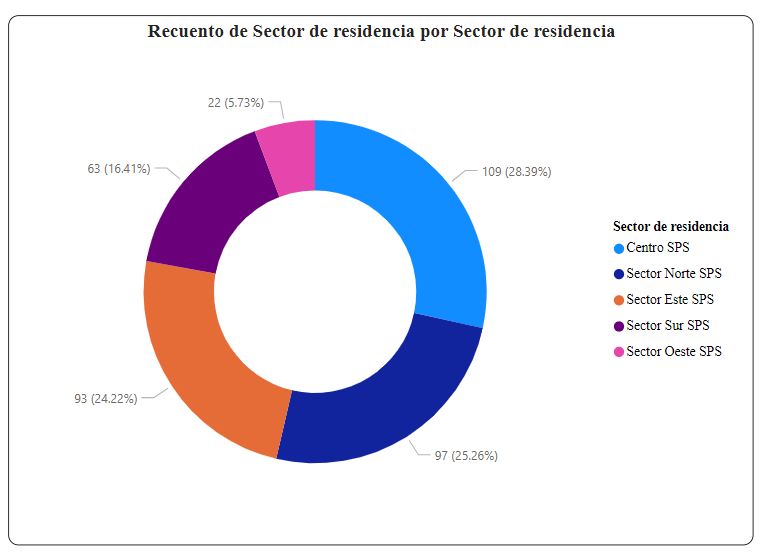 Recuento de Sector de residencia por Sector de residencia
22 (5.73%)
109 (28.39%)
63 (16.41%)
93 (24.22%)
97 (25.26%)
Sector de residencia
Centro SPS
Sector Norte SPS
Sector Este SPS
Sector Sur SPS
Sector Oeste SPS